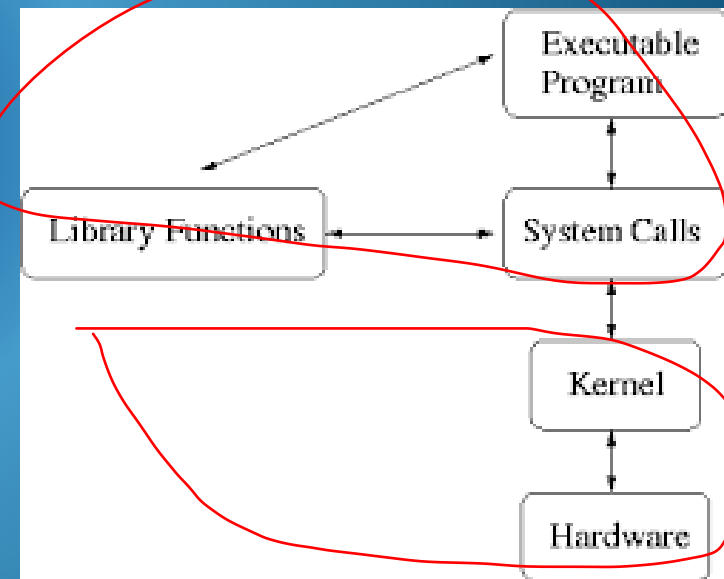 Executable
Program
Library Functions
System Calls
Kernel
Hardware